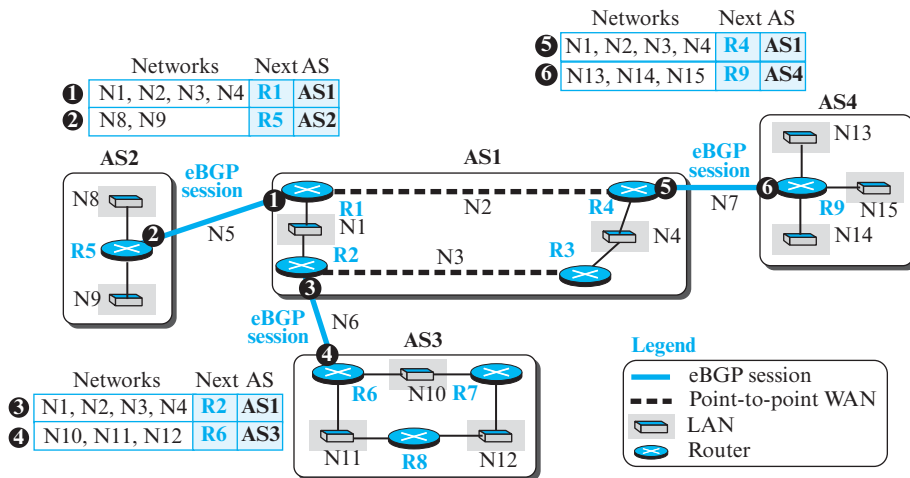 Networks Next AS
5 N1, N2, N3, N4 R4 AS1
6 N13, N14, N15 R9 AS4
Networks Next AS
1 N1, N2, N3, N4 R1 AS1
2 N8, N9 R5 AS2
AS2
eBGP
session
AS1
eBGP
session
AS4
N8
2
R5
N9
N5
1
R1
N1
R2
N2
N3
R4
5
R3
N4
N7
6
N13
R9
N15
N14
3
eBGP
session
N6
4
AS3
R6
N10
R7
N11
R8
N12
Networks Next AS
3 N1, N2, N3, N4 R2 AS1
4 N10, N11, N12 R6 AS3
Legend
eBGP session
Point-to-point WAN
LAN
Router